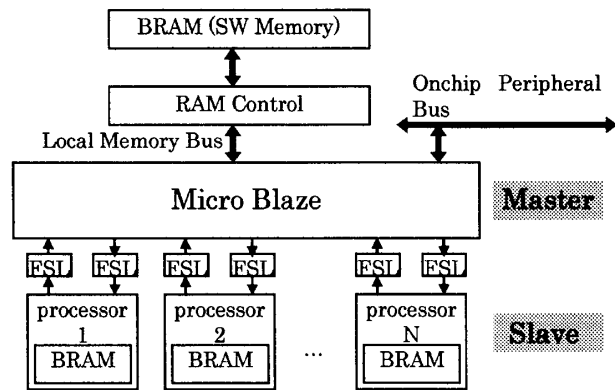 BRAM (SW Memory)
RAM Control
Onchip Peripheral
Bus
Local Memory Bus
Micro Blaze
Master
FSL FSL FSL FSL FSL FSL
processor processor processor
1 2 N
... 
BRAM BRAM BRAM
Slave